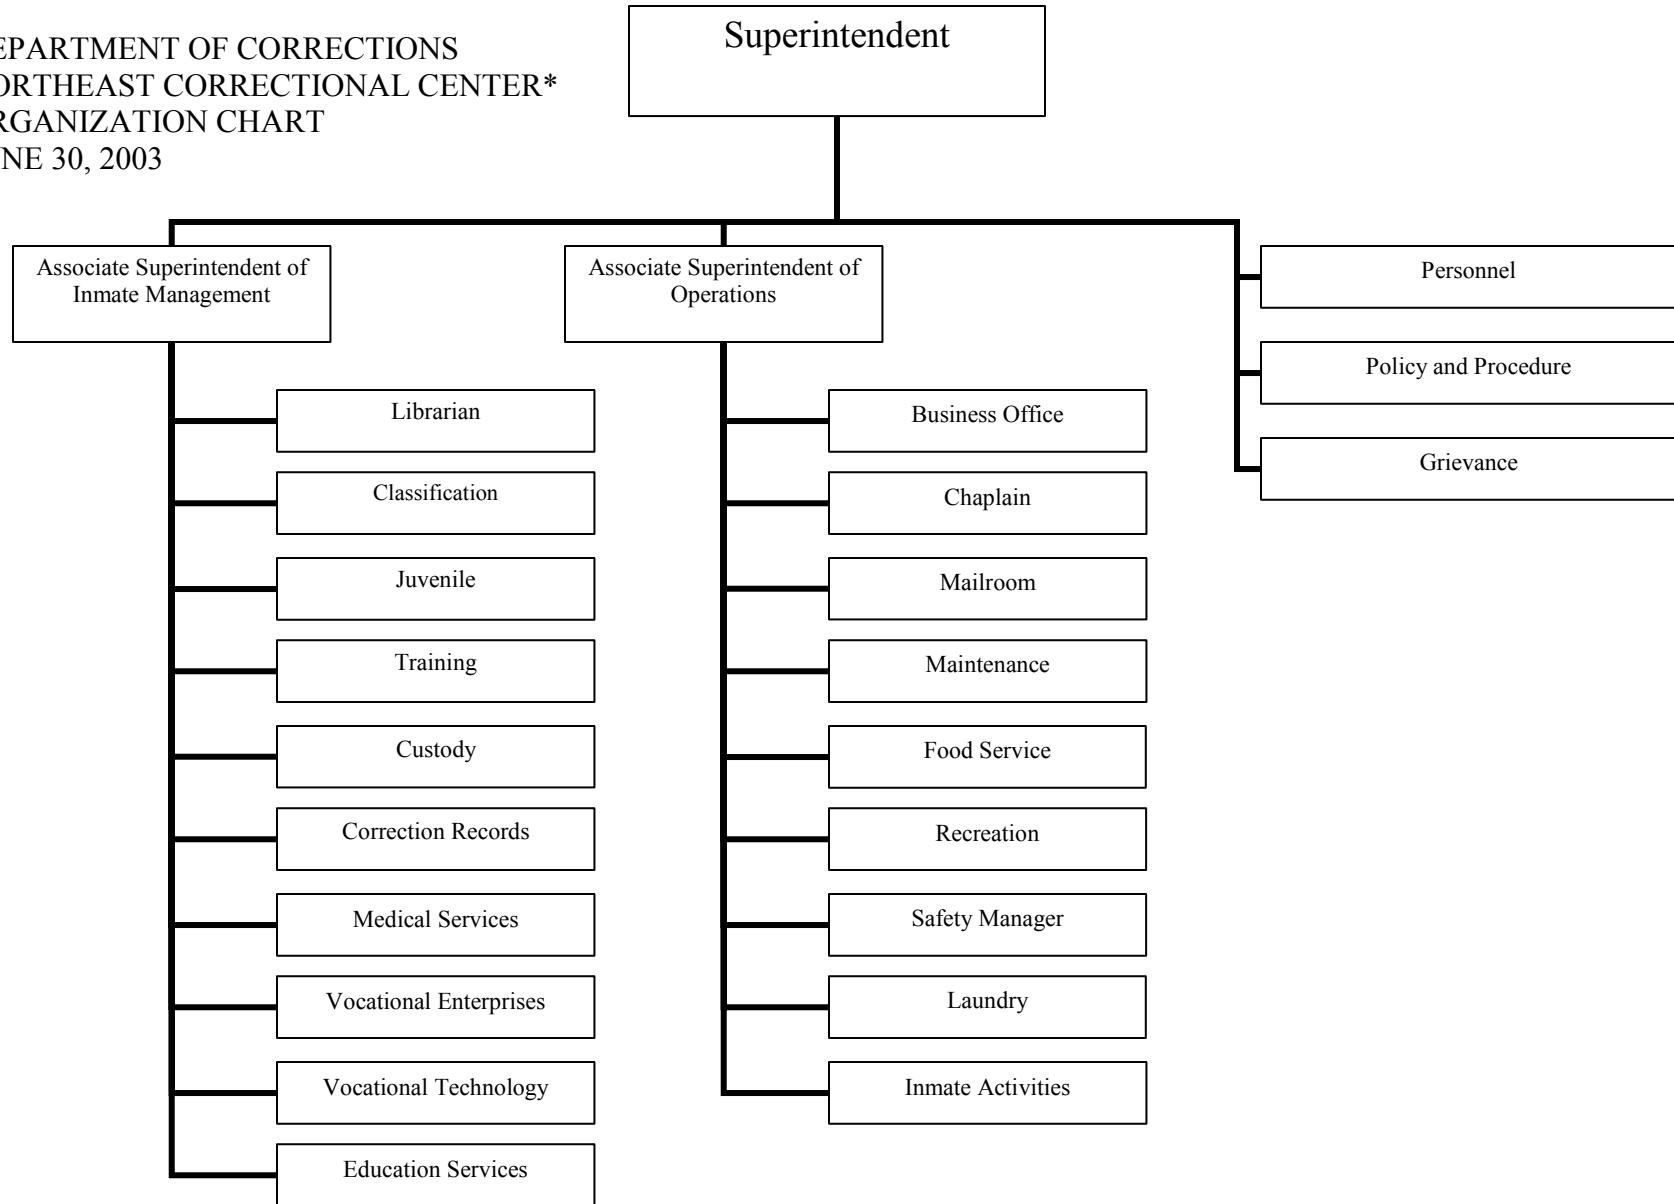 EPARTMENT OF CORRECTIONS
ORTHEAST CORRECTIONAL CENTER*
RGANIZATION CHART
NE 30, 2003
Superintendent
Associate Superintendent of
Inmate Management
Associate Superintendent of
Operations
Personnel
Policy and Procedure
Grievance
Librarian
Classification
Juvenile
Training
Custody
Correction Records
Medical Services
Vocational Enterprises
Vocational Technology
Education Services
Business Office
Chaplain
Mailroom
Maintenance
Food Service
Recreation
Safety Manager
Laundry
Inmate Activities